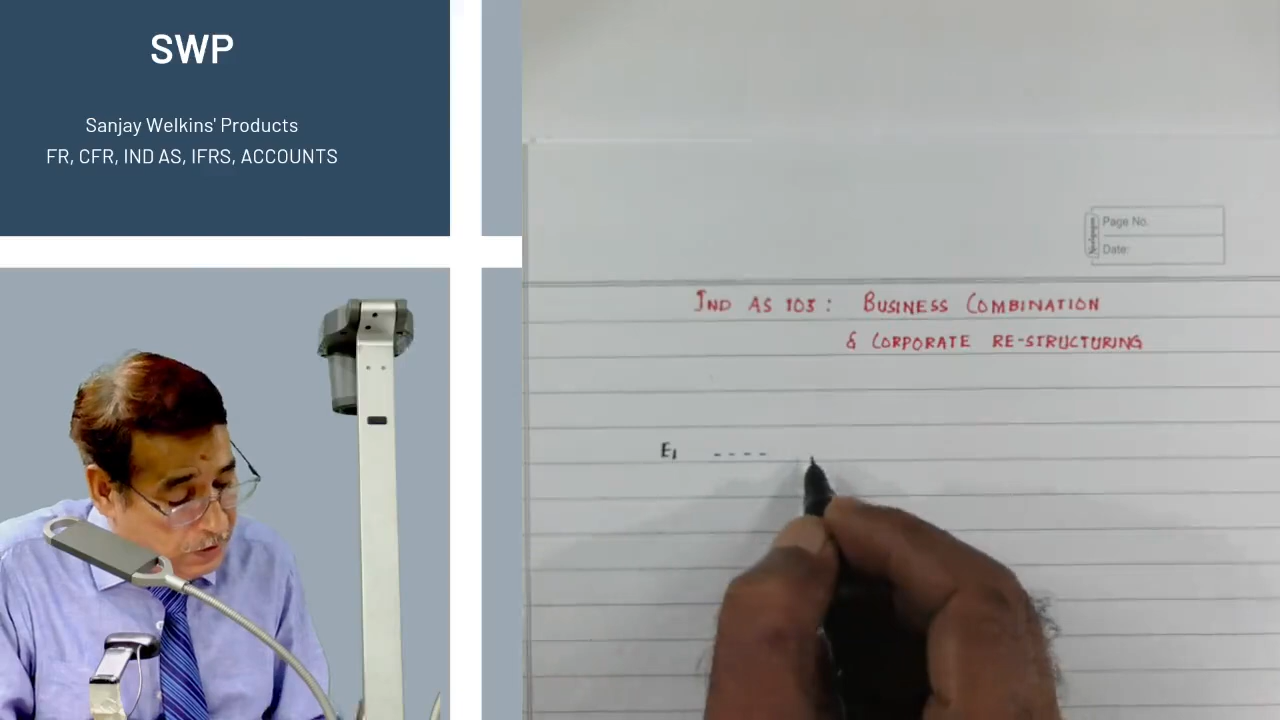 SWP
Sanjay Welkins' Products
FR, CFR, IND AS, IFRS, ACCOUNTS
Page No.
Date:
IND AS 103: BUSINESS COMBINATION
& CORPORATE RE-STRUCTURING
E1 ----